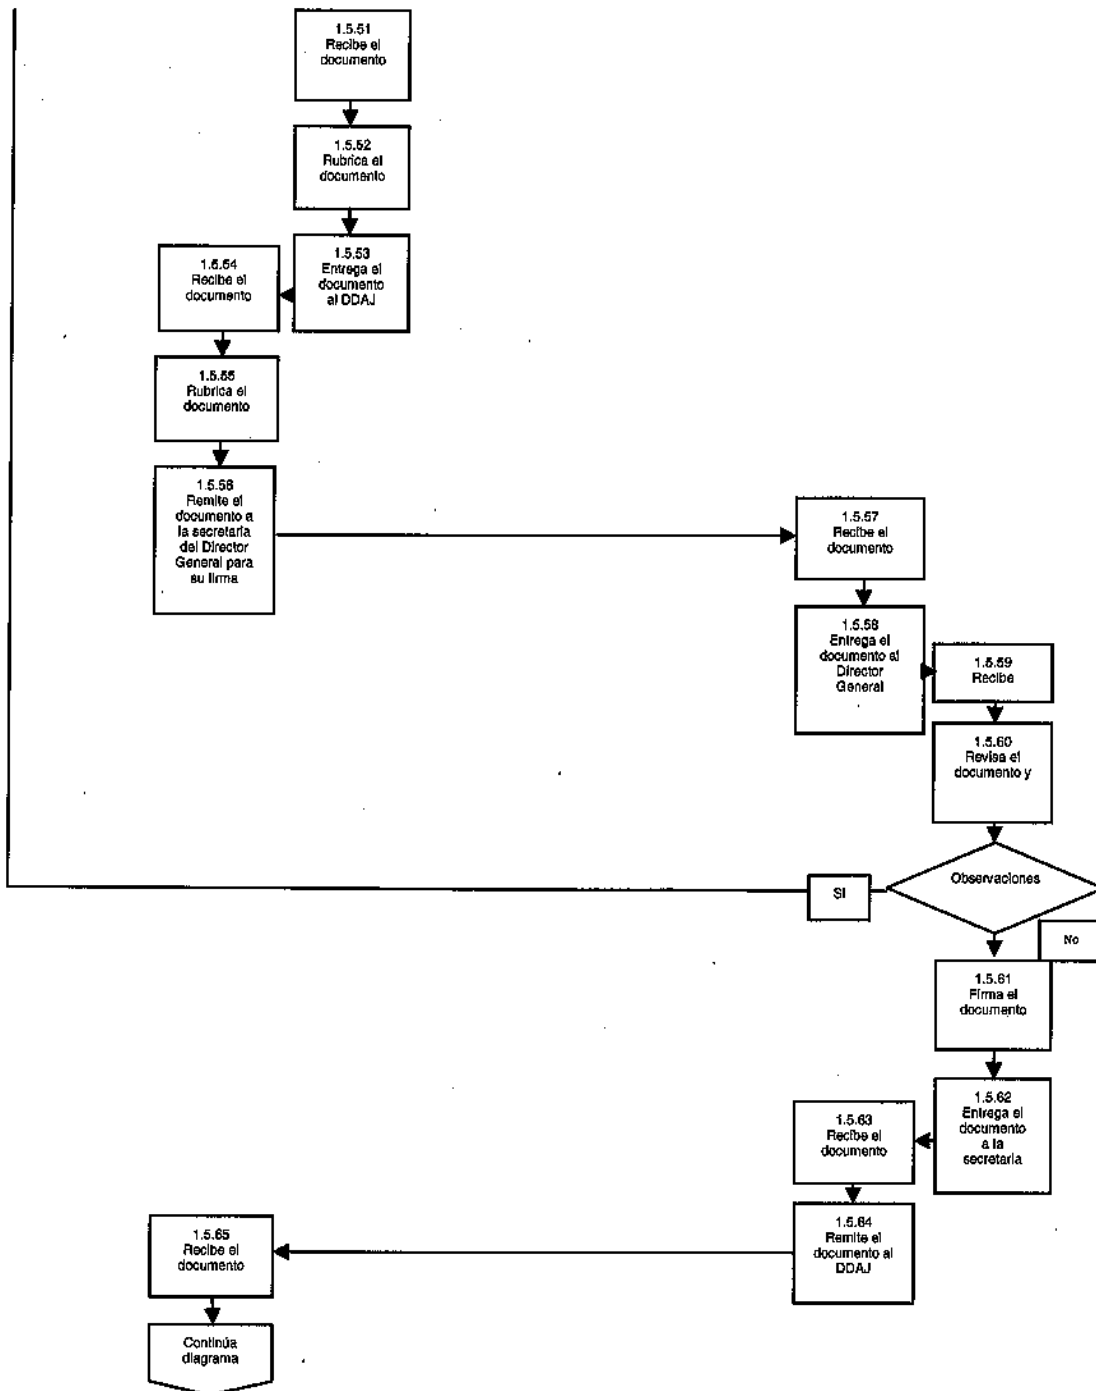 1.5.51
Recibe el
documento
1.5.52
Rubrica el
documento
1.5.53
Entrega el
documento
al DDAJ
1.5.54
Recibe el
documento
1.5.55
Rubrica el
documento
1.5.56
Remite el
documento a
la secretaria
del Director
General para
su firma
1.5.57
Recibe el
documento
1.5.58
Entrega el
documento al
Director
General
1.5.59
Recibe
1.5.60
Revisa el
documento y
Observaciones
SI
No
1.5.61
Firma el
documento
1.5.62
Entrega el
documento
a la
secretaria
1.5.63
Recibe el
documento
1.5.64
Remite el
documento al
DDAJ
1.5.65
Recibe el
documento
Continúa
diagrama